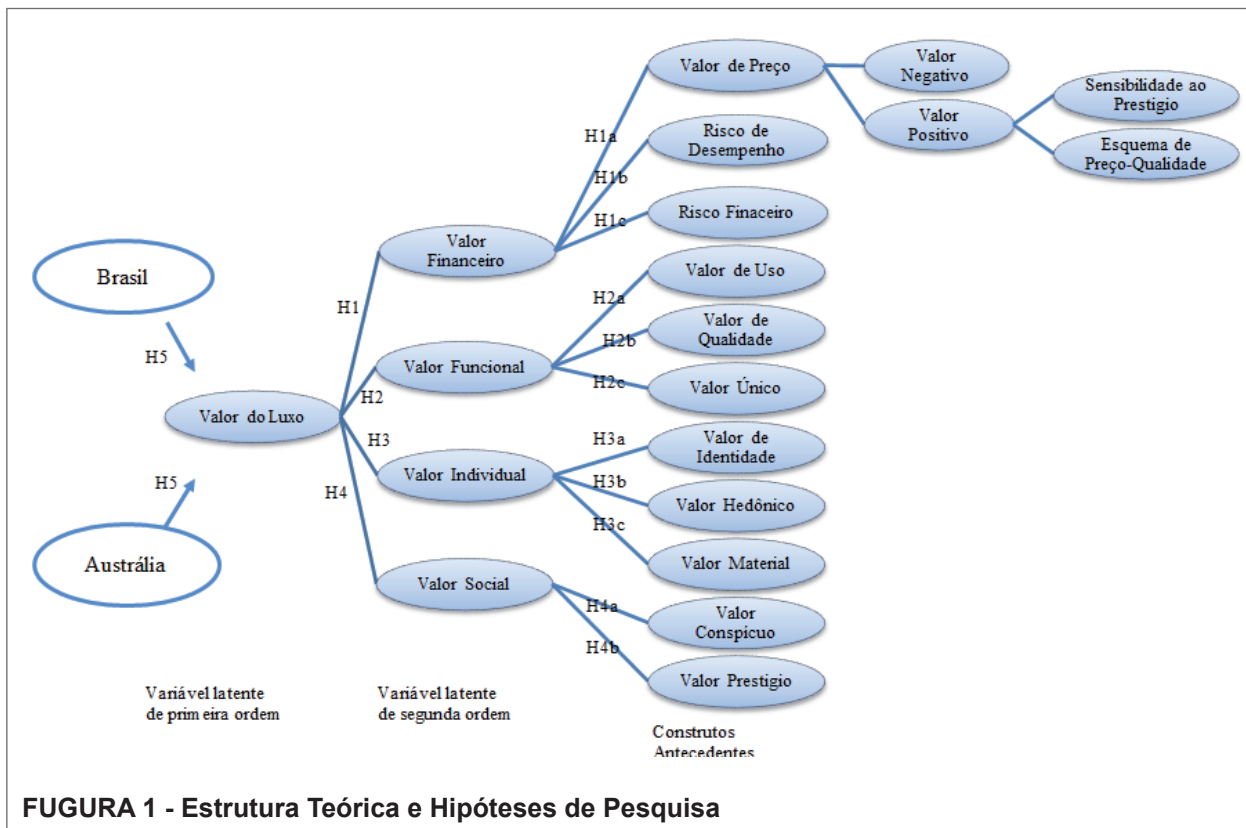 Brasil
H5
Valor do Luxo
H5
Austrália
H1
H2
H3
H4
Valor
Financeiro
Valor Funcional
Valor Individual
Valor Social
H1a
H1b
H1c
H2a
H2b
H2c
H3a
H3b
H3c
H4a
H4b
Valor de Preço
Risco de
Desempenho
Risco Finaceiro
Valor de Uso
Valor de
Qualidade
Valor Único
Valor de
Identidade
Valor Hedônico
Valor Material
Valor
Conspícuo
Valor Prestigio
Valor
Negativo
Valor
Positivo
Sensibilidade ao
Prestigio
Esquema de
Preço-Qualidade
Variável latente
de primeira ordem
Variável latente
de segunda ordem
Construtos
Antecedentes
FUGURA 1 - Estrutura Teórica e Hipóteses de Pesquisa